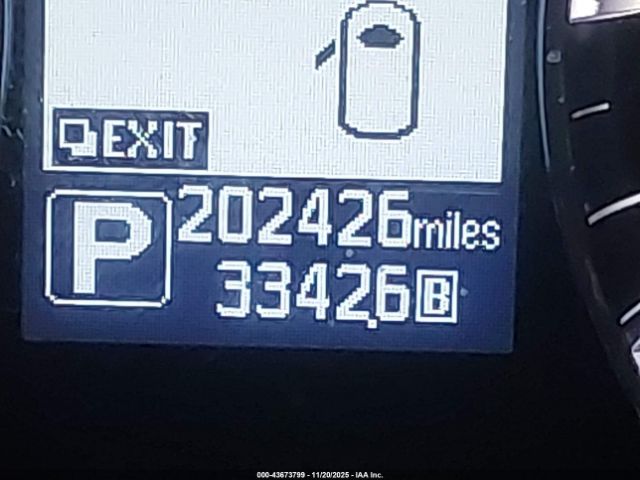 EXIT
P 202426miles
3342.6 B
000-43673799 - 11/20/2025 - IAA Inc.